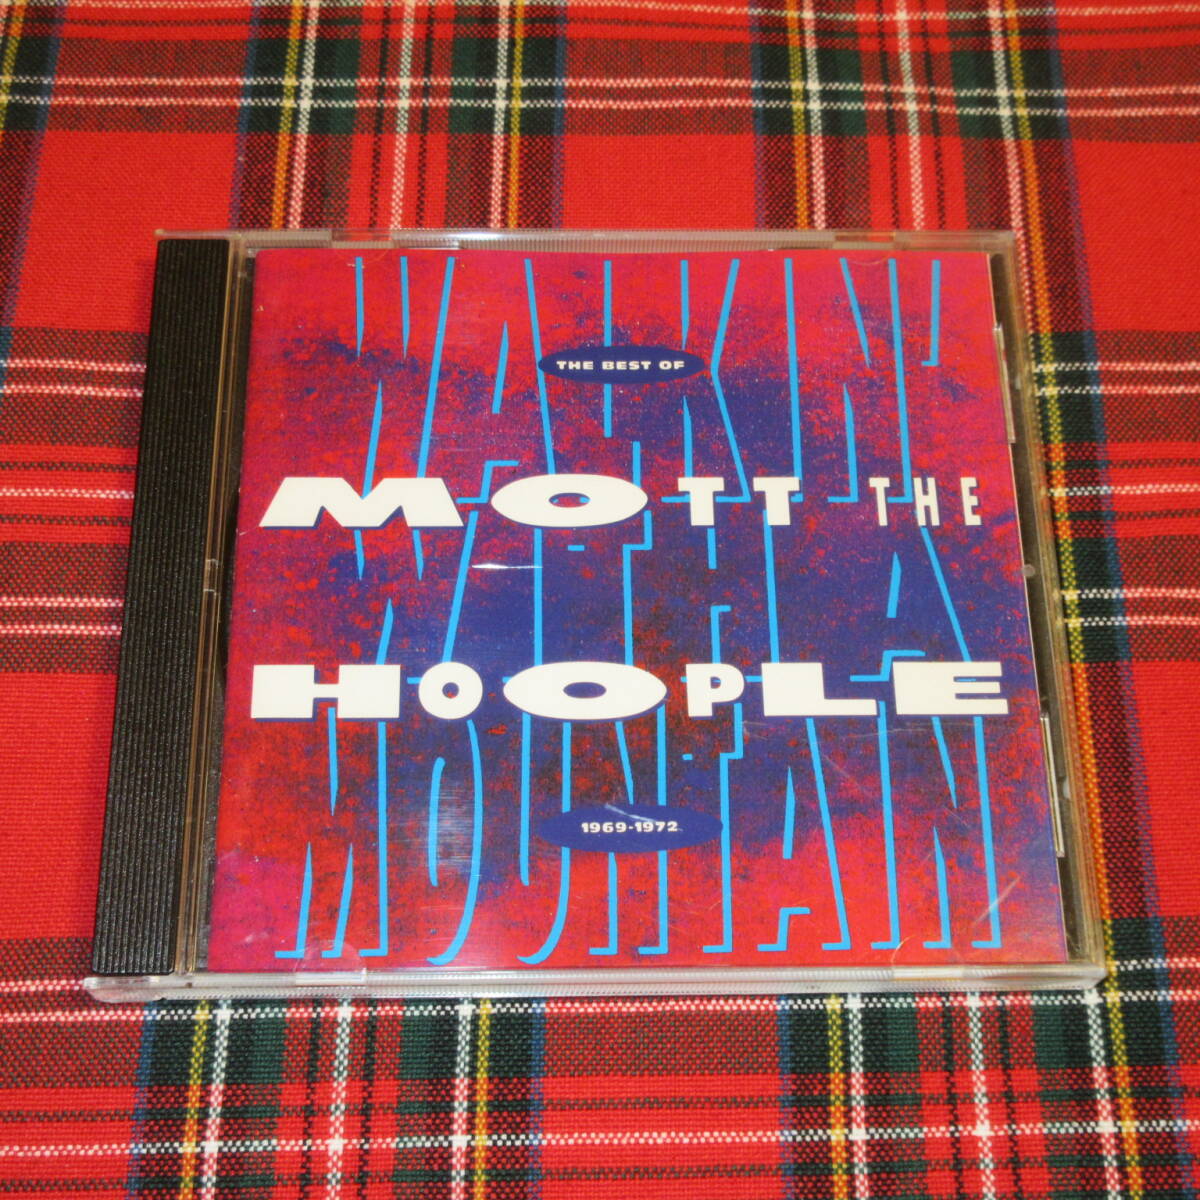 WALKIN'
THE BEST OF
MOTT THE
WITH A
HOOPLE
MOUNTAIN
1969-1972